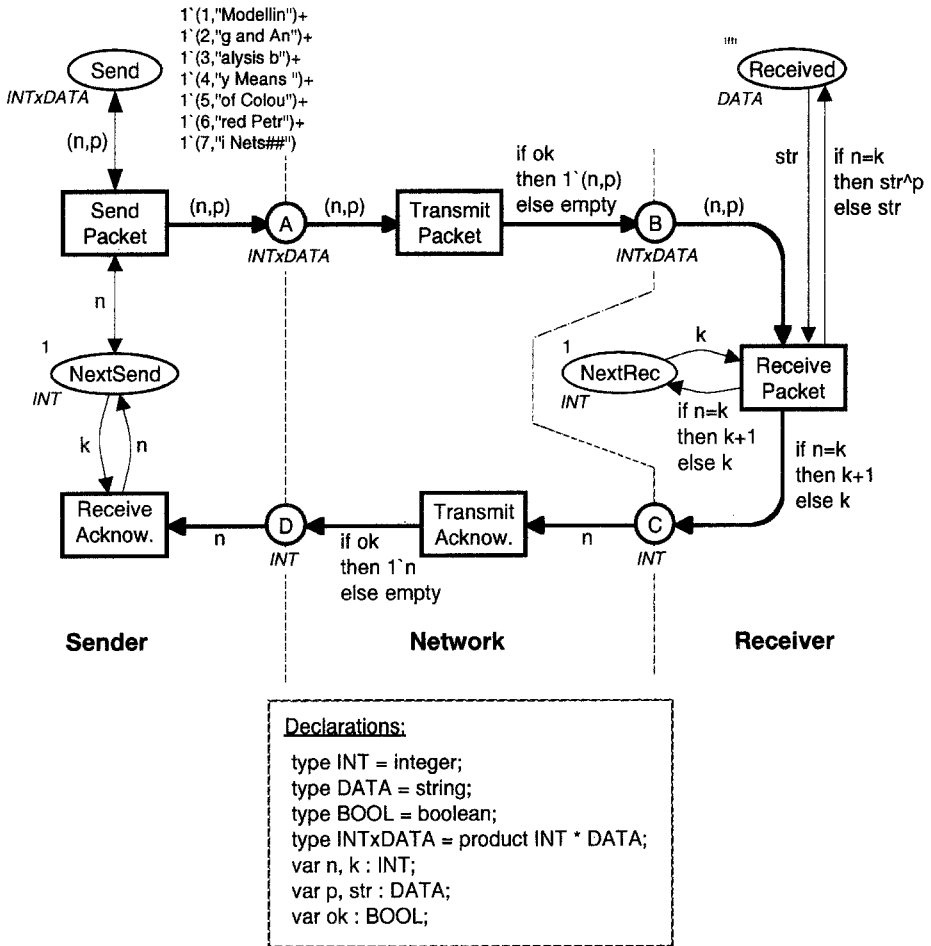 1`(1,"Modellin")+
1`(2,"g and An")+
1`(3,"alysis b")+
1`(4,"y Means ")+
1`(5,"of Colou")+
1`(6,"red Petr")+
1`(7,"i Nets##")
Send
INTxDATA
""
Received
DATA
(n,p)
str
if n=k
then str^p
else str
if ok
then 1`(n,p)
else empty
Send
Packet
(n,p)
A
INTxDATA
(n,p)
Transmit
Packet
B
INTxDATA
(n,p)
n
1
NextSend
INT
k
n
1
NextRec
INT
k
if n=k
then k+1
else k
Receive
Packet
if n=k
then k+1
else k
Receive
Acknow.
n
D
INT
if ok
then 1`n
else empty
Transmit
Acknow.
n
C
INT
Sender
Network
Receiver
Declarations:
type INT = integer;
type DATA = string;
type BOOL = boolean;
type INTxDATA = product INT * DATA;
var n, k : INT;
var p, str : DATA;
var ok : BOOL;